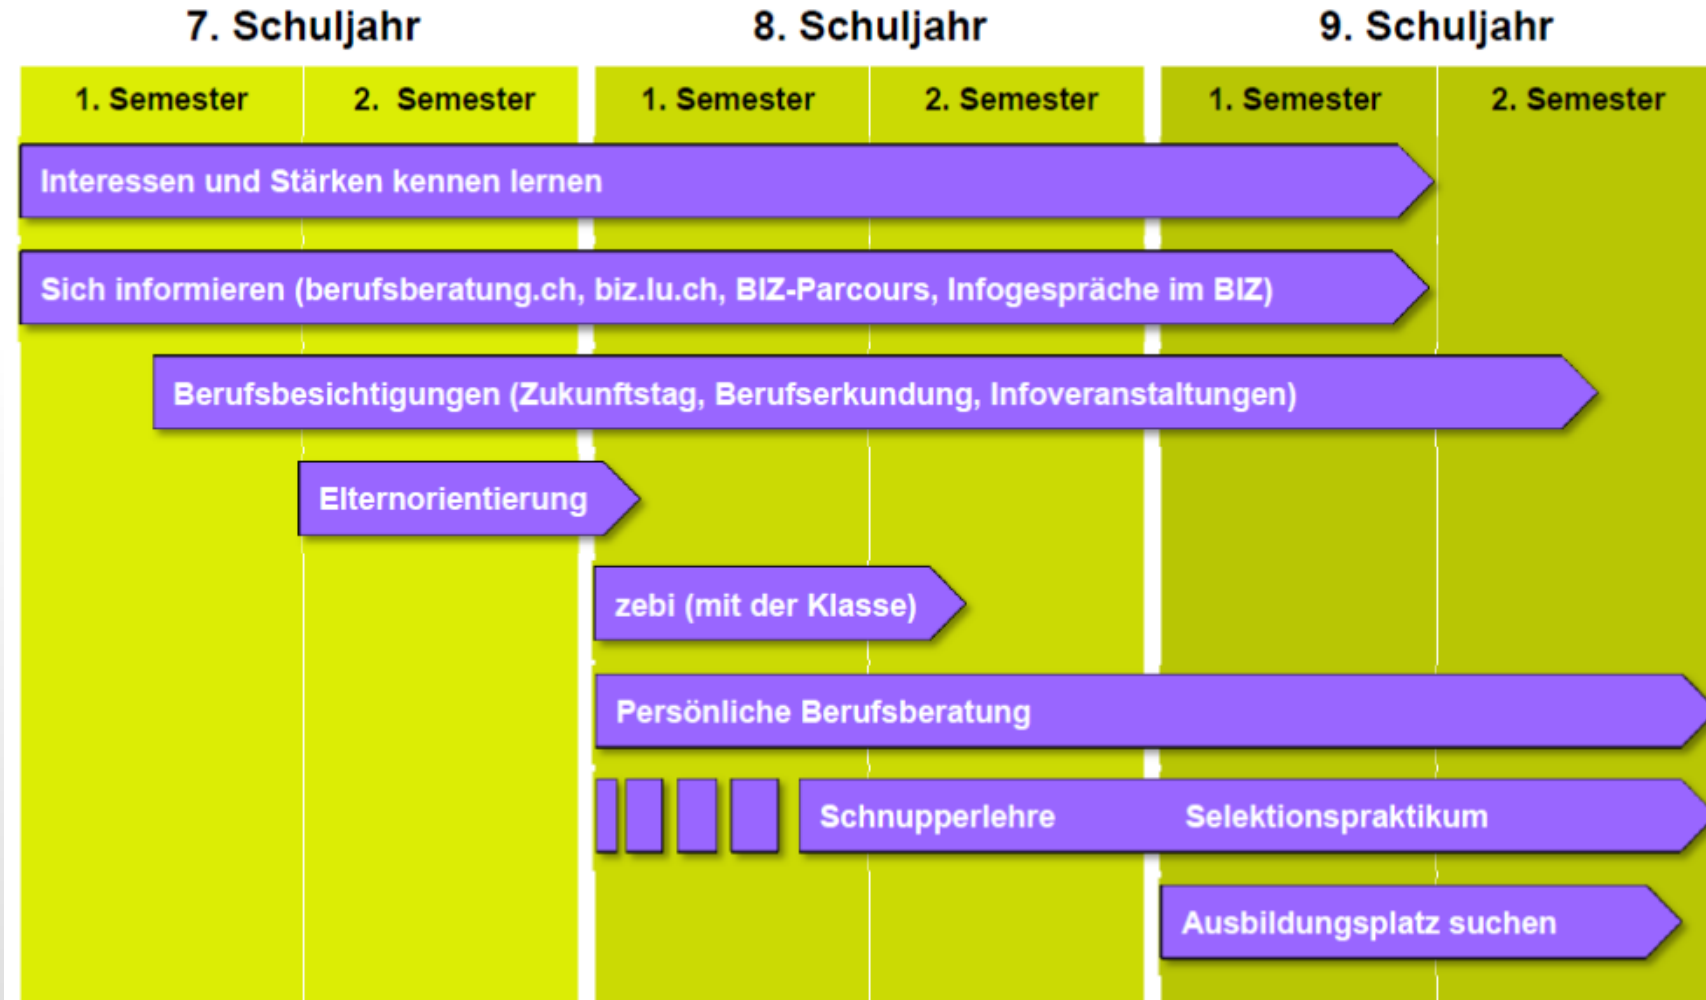 7. Schuljahr 8. Schuljahr 9. Schuljahr
1. Semester 2. Semester 1. Semester 2. Semester 1. Semester 2. Semester
Interessen und Stärken kennen lernen
Sich informieren (berufsberatung.ch, biz.lu.ch, BIZ-Parcours, Infogespräche im BIZ)
Berufsbesichtigungen (Zukunftstag, Berufserkundung, Infoveranstaltungen)
Elternorientierung
zebi (mit der Klasse)
Persönliche Berufsberatung
Schnupperlehre Selektionspraktikum
Ausbildungsplatz suchen